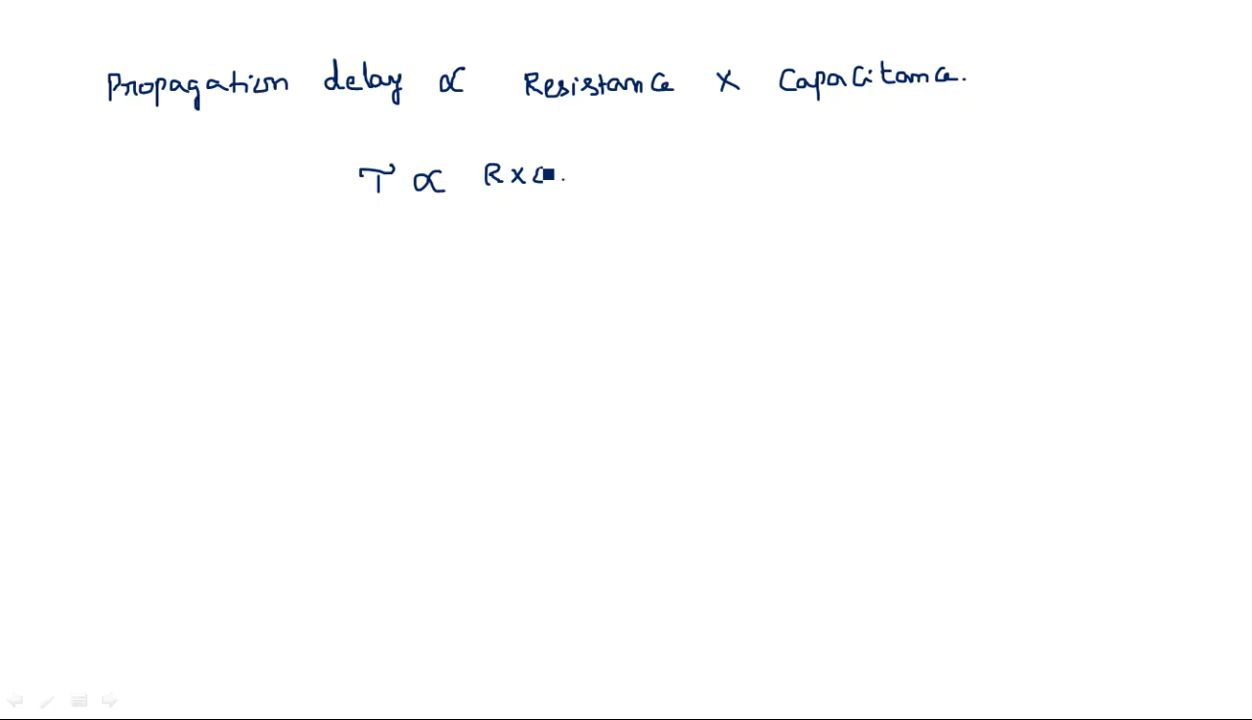 Propagation delay ∝ Resistance × Capacitance.
τ ∝ R×C.